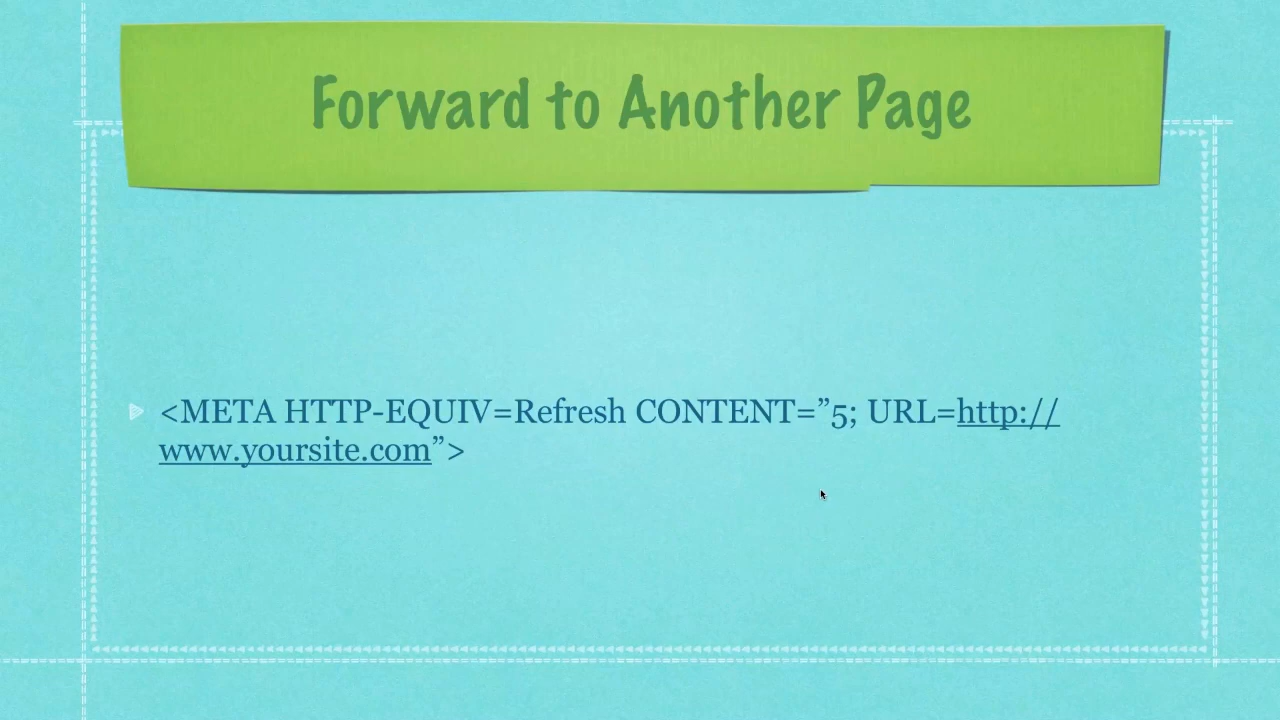 Forward to Another Page
<META HTTP-EQUIV=Refresh CONTENT=”5; URL=http://
www.yoursite.com”>